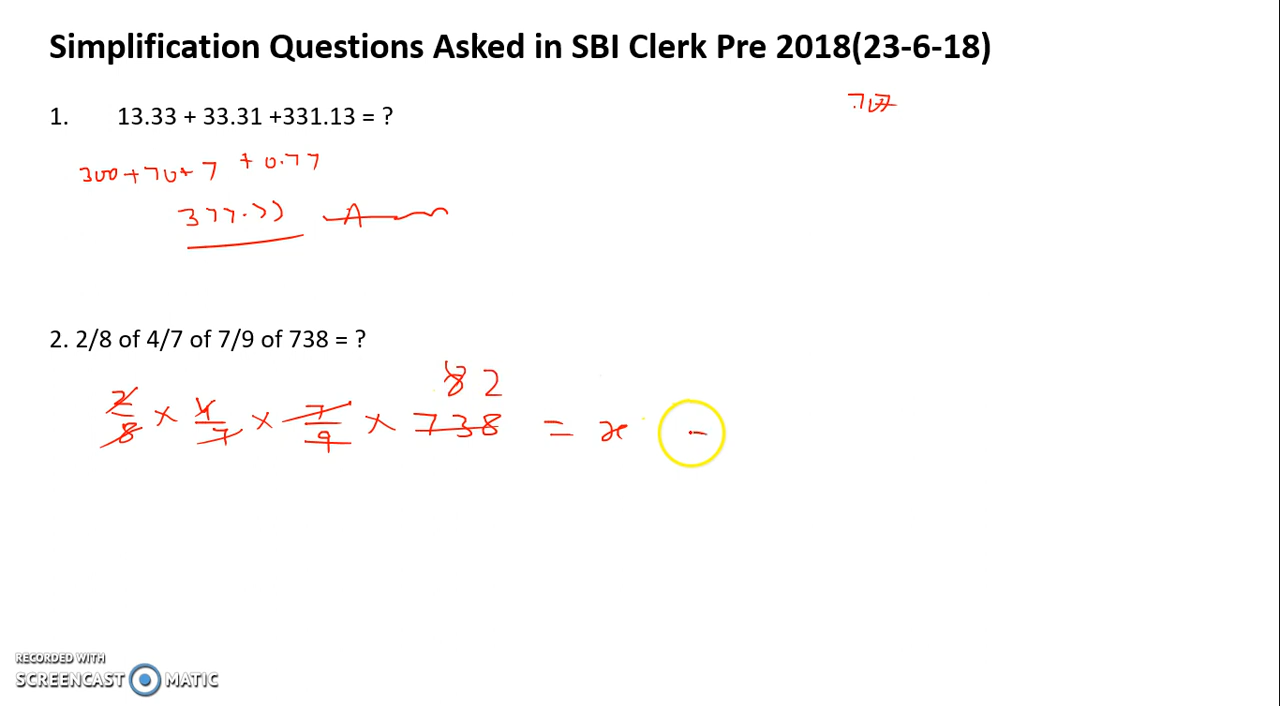 Simplification Questions Asked in SBI Clerk Pre 2018(23-6-18)
1. 13.33 + 33.31 +331.13 = ?
300 + 70 + 7 + 0.77
377.77 A
2. 2/8 of 4/7 of 7/9 of 738 = ?
82
2/8 × 4/7 × 7/9 × 738 = x
RECORDED WITH
SCREENCAST MATIC